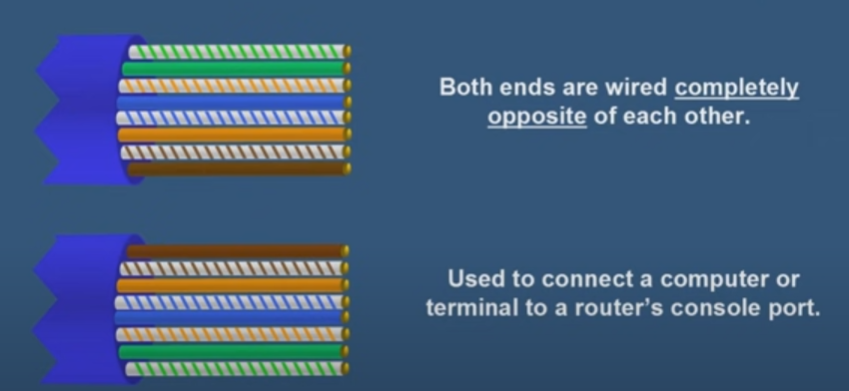 Both ends are wired completely
opposite of each other.
Used to connect a computer or
terminal to a router's console port.